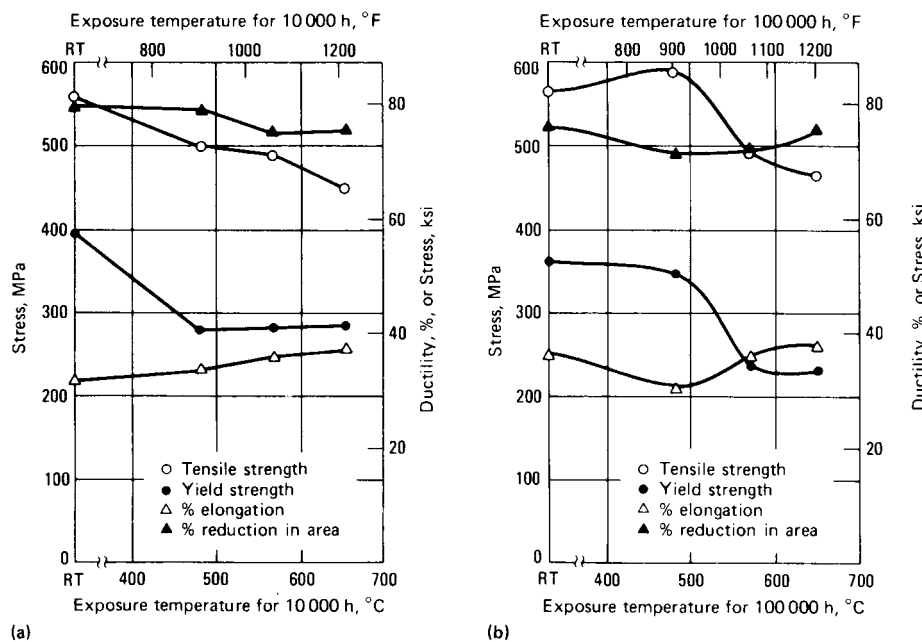 Exposure temperature for 10 000 h, °F
RT 800 1000 1200
600
500
400
300
200
100
0
Stress, MPa
80
60
40
20
Ductility, %, or Stress, ksi
Tensile strength
Yield strength
% elongation
% reduction in area
RT 400 500 600 700
Exposure temperature for 10 000 h, °C
(a)
Exposure temperature for 100 000 h, °F
RT 800 900 1000 1100 1200
600
500
400
300
200
100
0
Stress, MPa
80
60
40
20
Ductility, %, or Stress, ksi
Tensile strength
Yield strength
% elongation
% reduction in area
RT 400 500 600 700
Exposure temperature for 100 000 h, °C
(b)